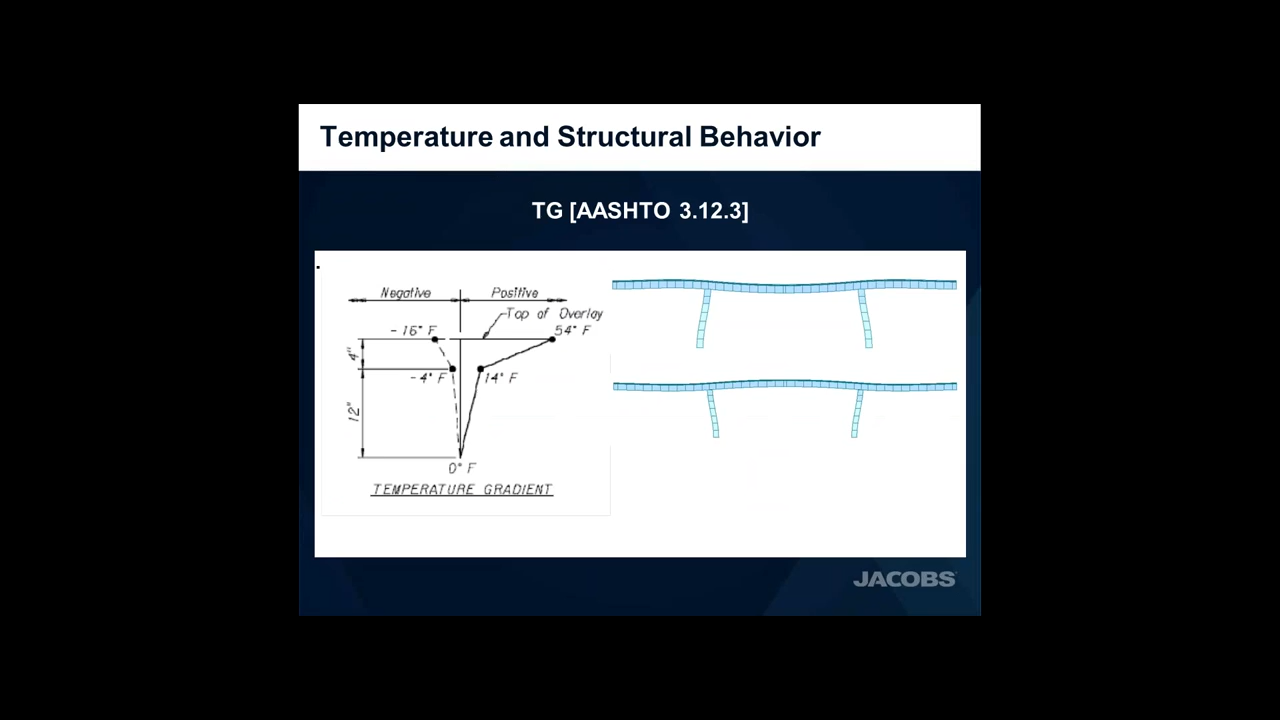 Temperature and Structural Behavior
TG [AASHTO 3.12.3]
Negative
Positive
Top of Overlay
- 16° F
54° F
4"
- 4° F
14° F
12"
0° F
TEMPERATURE GRADIENT
JACOBS